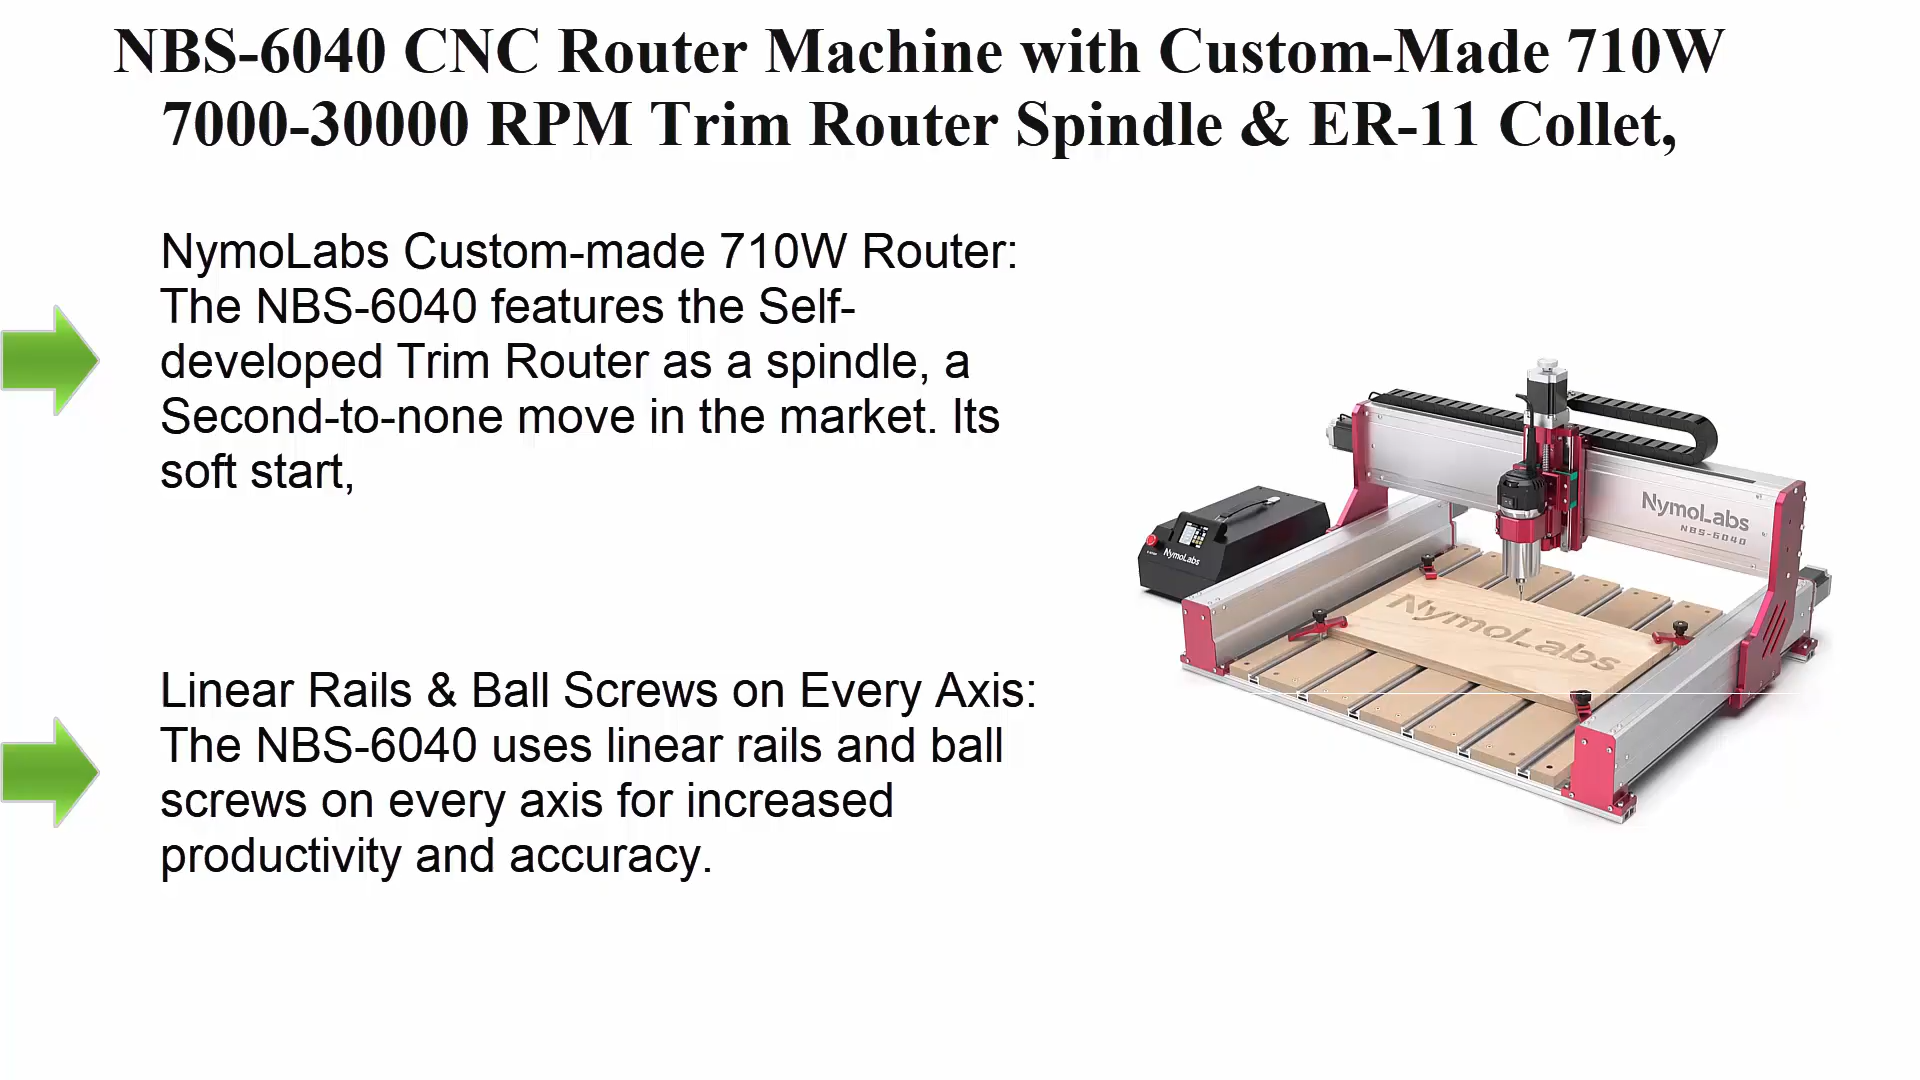 NBS-6040 CNC Router Machine with Custom-Made 710W
7000-30000 RPM Trim Router Spindle & ER-11 Collet,
NymoLabs Custom-made 710W Router:
The NBS-6040 features the Self-
developed Trim Router as a spindle, a
Second-to-none move in the market. Its
soft start,
Linear Rails & Ball Screws on Every Axis:
The NBS-6040 uses linear rails and ball
screws on every axis for increased
productivity and accuracy.
NymoLabs
NBS-6040
NymoLabs
NymoLabs